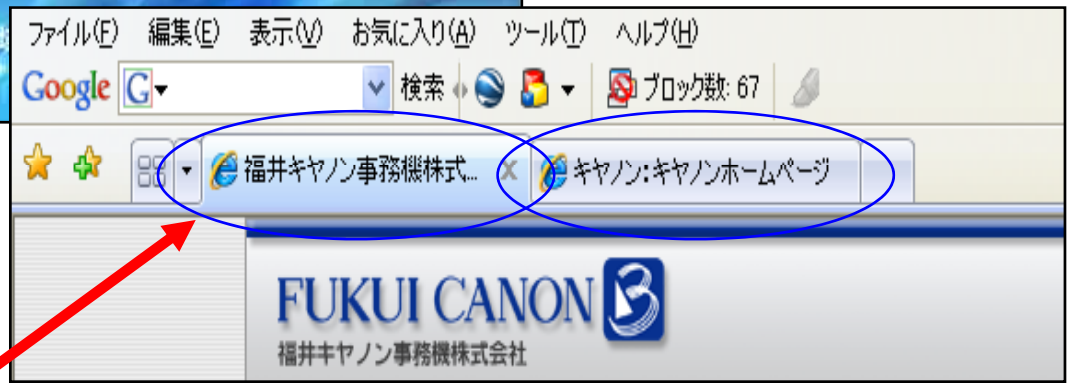 ファイル(F) 編集(E) 表示(V) お気に入り(A) ツール(T) ヘルプ(H)
Google G 検索 ブロック数: 67
福井キヤノン事務機株式... キヤノン:キヤノンホームページ
FUKUI CANON
福井キヤノン事務機株式会社